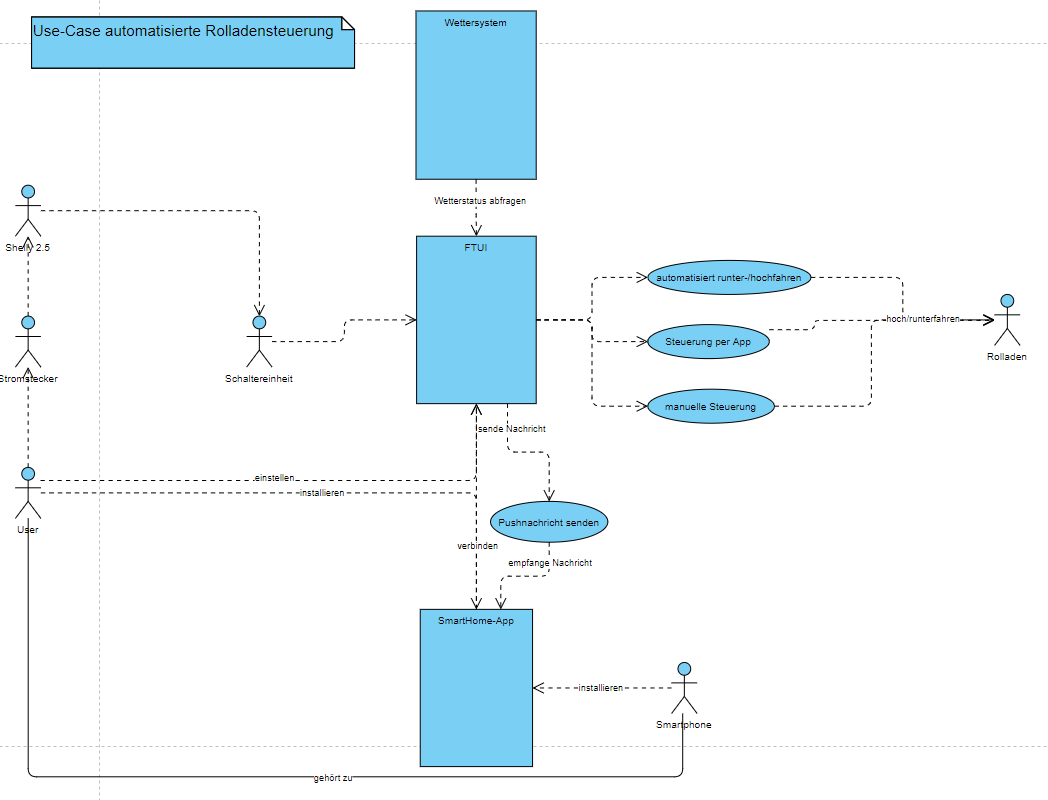 Use-Case automatisierte Rolladensteuerung
Wettersystem
Wetterstatus abfragen
Shelly 2.5
FTUI
automatisiert runter-/hochfahren
hoch/runterfahren
Steuerung per App
Rolladen
Stromstecker
Schaltereinheit
manuelle Steuerung
sende Nachricht
einstellen
installieren
Pushnachricht senden
User
verbinden
empfange Nachricht
SmartHome-App
installieren
Smartphone
gehört zu